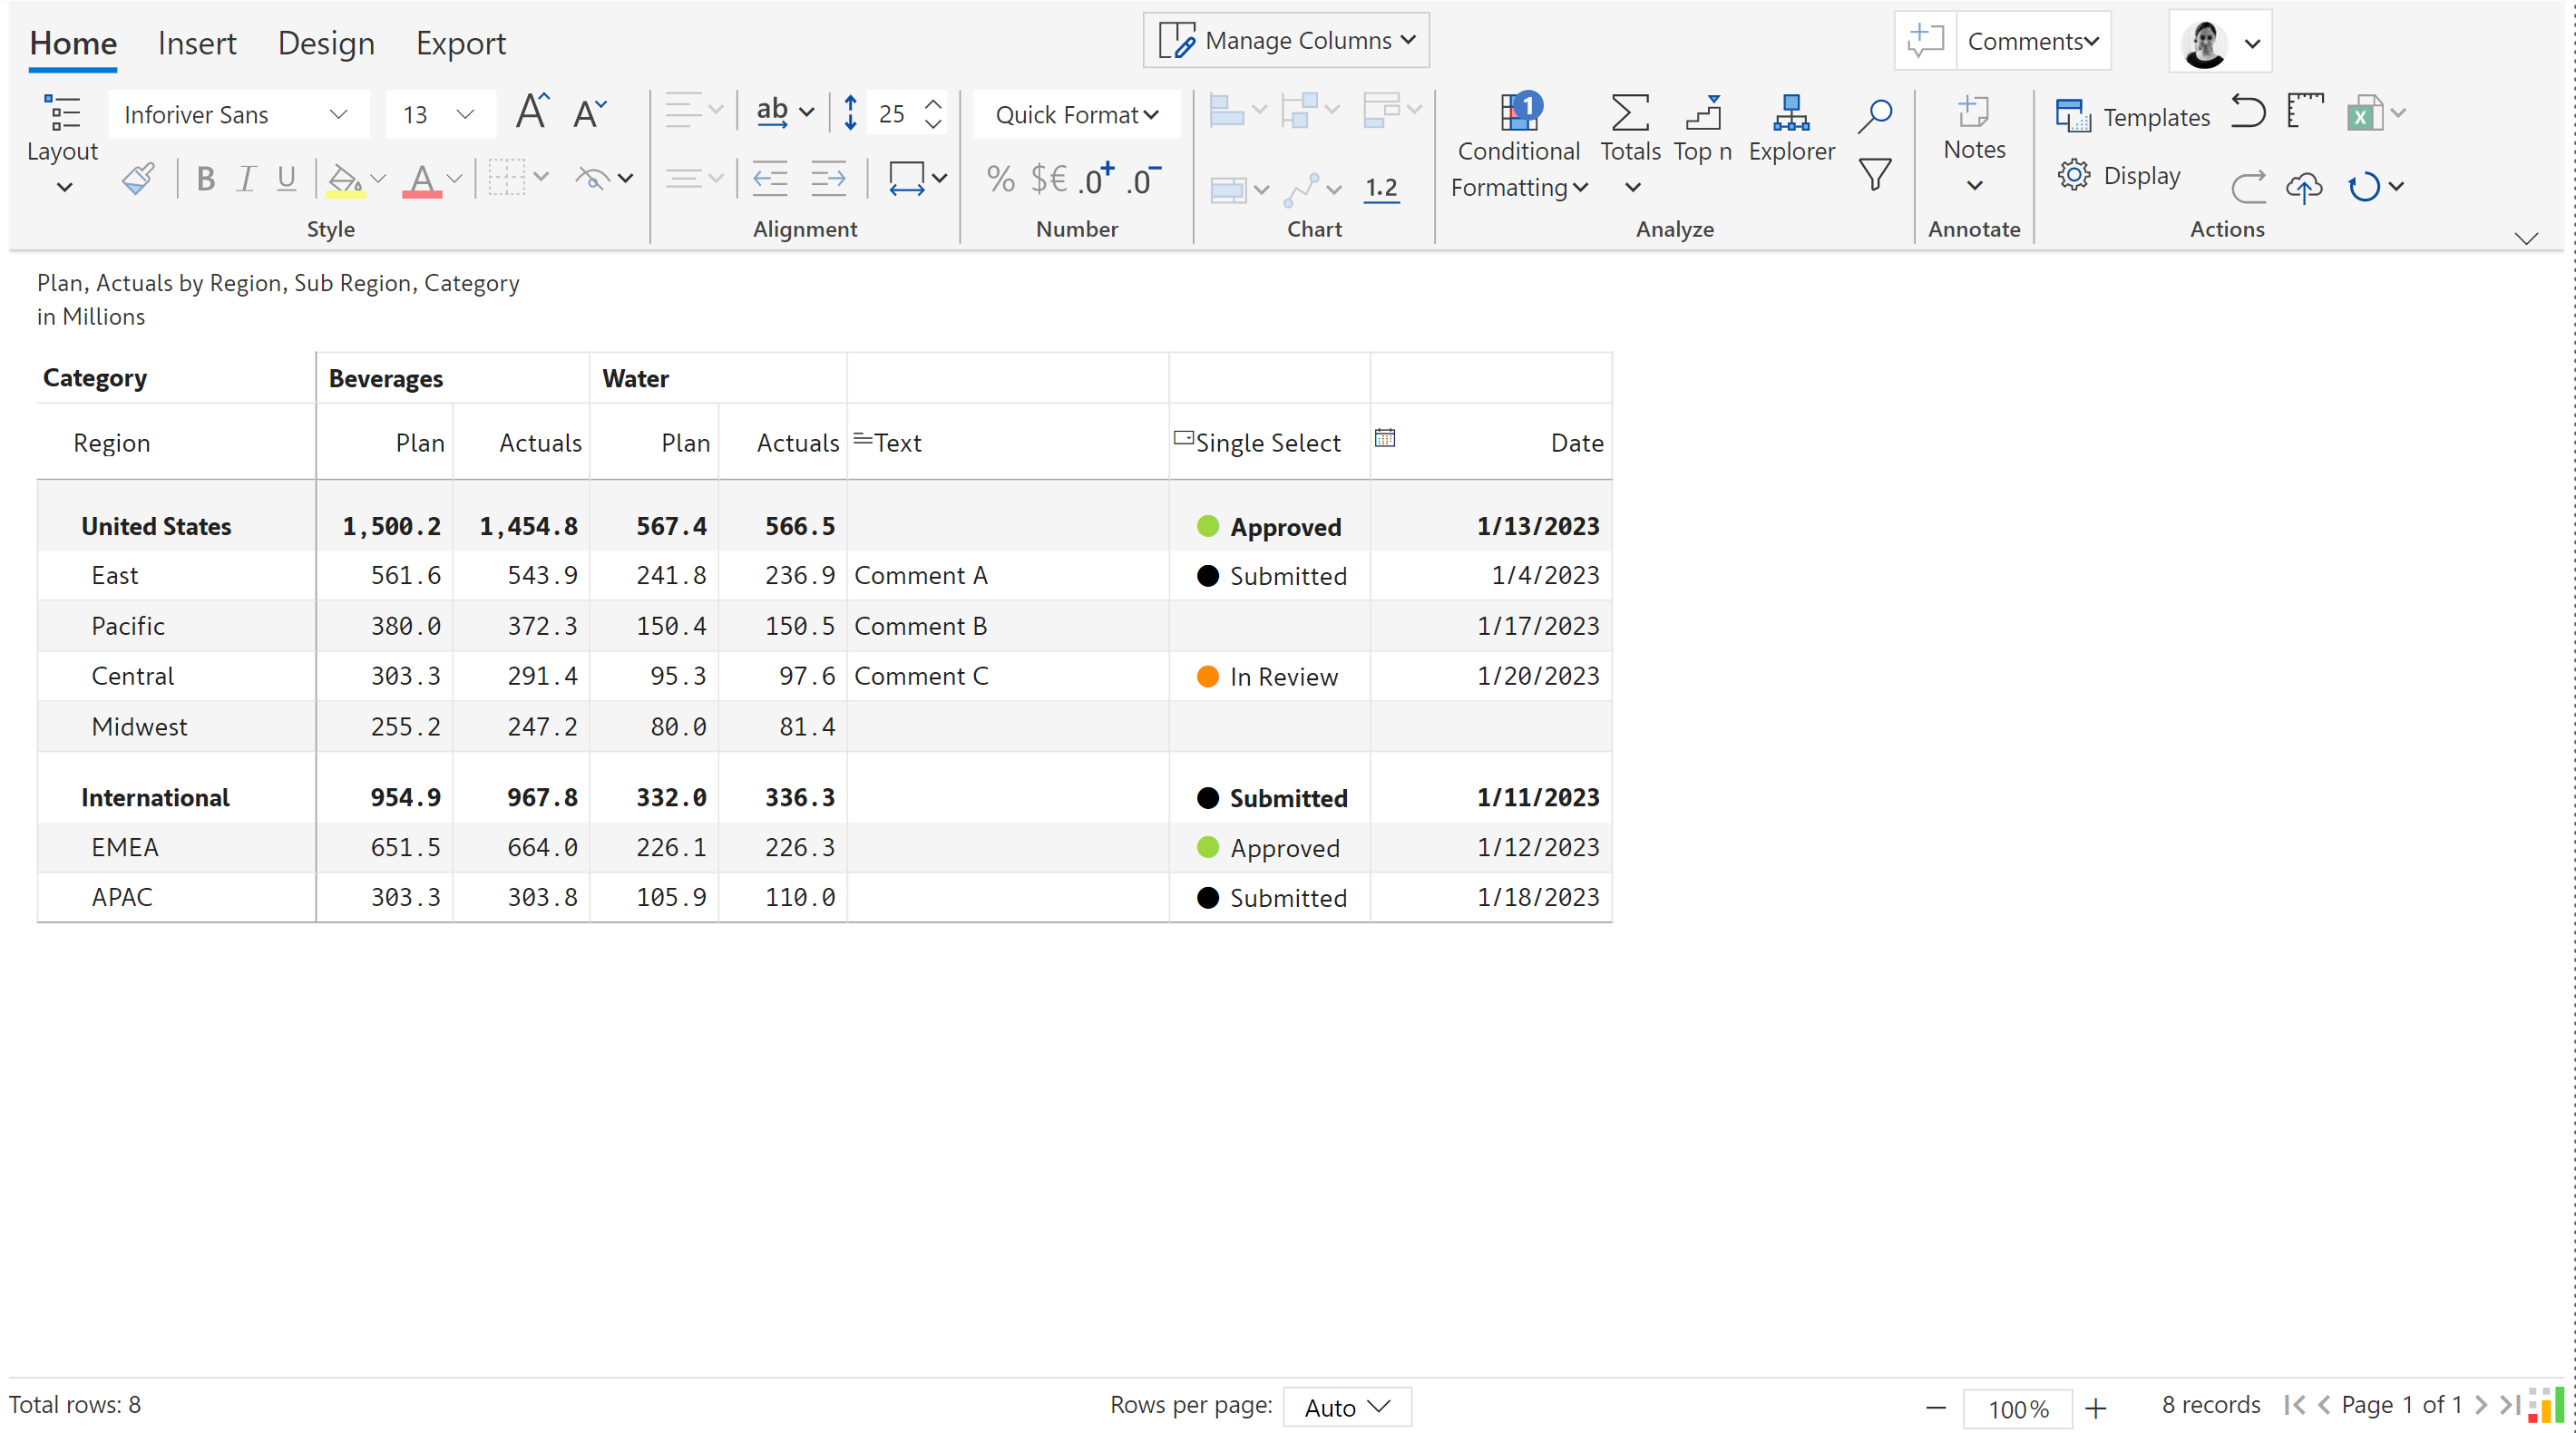 Home Insert Design Export Manage Columns Comments
Inforiver Sans 13 A A ab 25 Quick Format 1 Templates
Layout Conditional Totals Top n Explorer Notes
B I U A % $€ .0+ .0- 1.2 Formatting Display
Style Alignment Number Chart Analyze Annotate Actions
Plan, Actuals by Region, Sub Region, Category
in Millions
Category Beverages Water
Region Plan Actuals Plan Actuals Text Single Select Date
United States 1,500.2 1,454.8 567.4 566.5 Approved 1/13/2023
East 561.6 543.9 241.8 236.9 Comment A Submitted 1/4/2023
Pacific 380.0 372.3 150.4 150.5 Comment B 1/17/2023
Central 303.3 291.4 95.3 97.6 Comment C In Review 1/20/2023
Midwest 255.2 247.2 80.0 81.4
International 954.9 967.8 332.0 336.3 Submitted 1/11/2023
EMEA 651.5 664.0 226.1 226.3 Approved 1/12/2023
APAC 303.3 303.8 105.9 110.0 Submitted 1/18/2023
Total rows: 8 Rows per page: Auto 100% 8 records Page 1 of 1